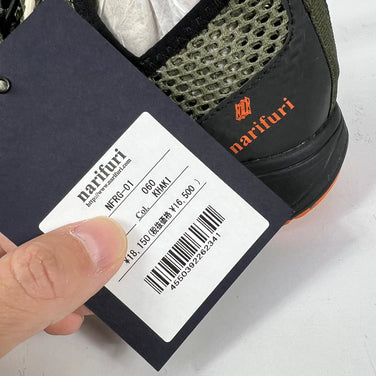 narifuri
http://www.narifuri.com
NFRG-01
060
Col. KHAKI
¥18,150(税抜価格 ¥16,500 )
4550392262341
narifuri